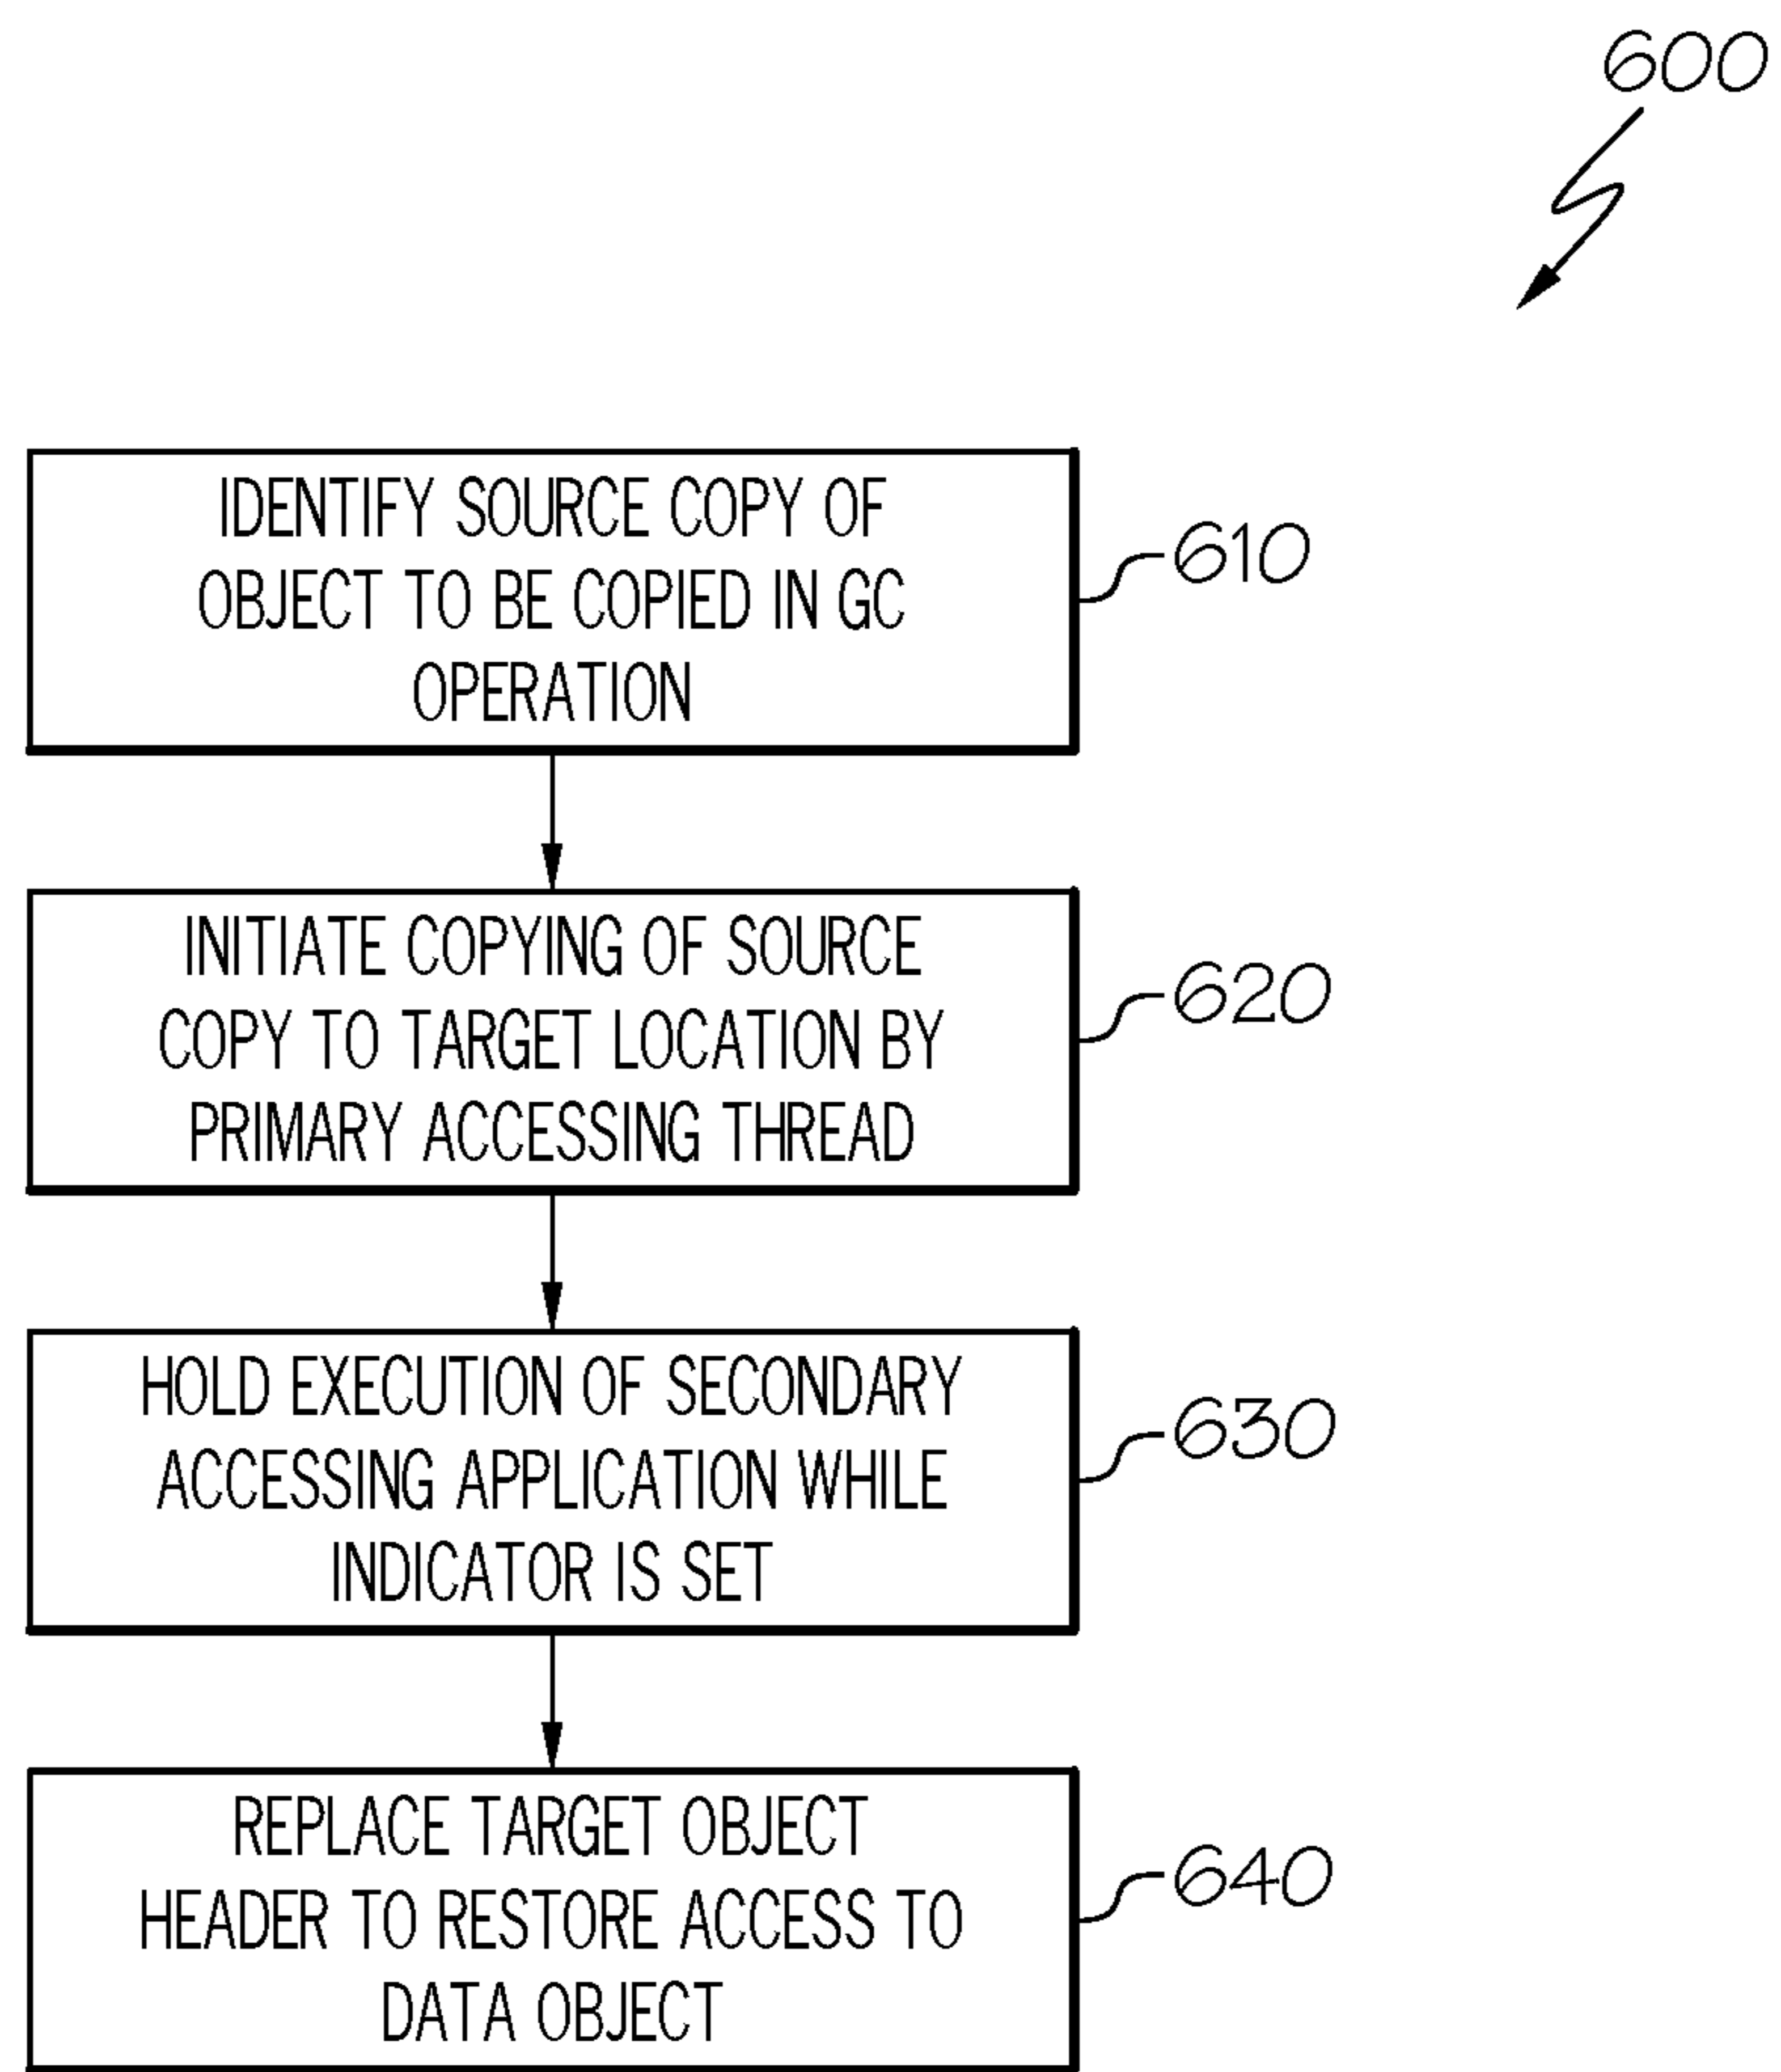 600
IDENTIFY SOURCE COPY OF
OBJECT TO BE COPIED IN GC
OPERATION
610
INITIATE COPYING OF SOURCE
COPY TO TARGET LOCATION BY
PRIMARY ACCESSING THREAD
620
HOLD EXECUTION OF SECONDARY
ACCESSING APPLICATION WHILE
INDICATOR IS SET
630
REPLACE TARGET OBJECT
HEADER TO RESTORE ACCESS TO
DATA OBJECT
640